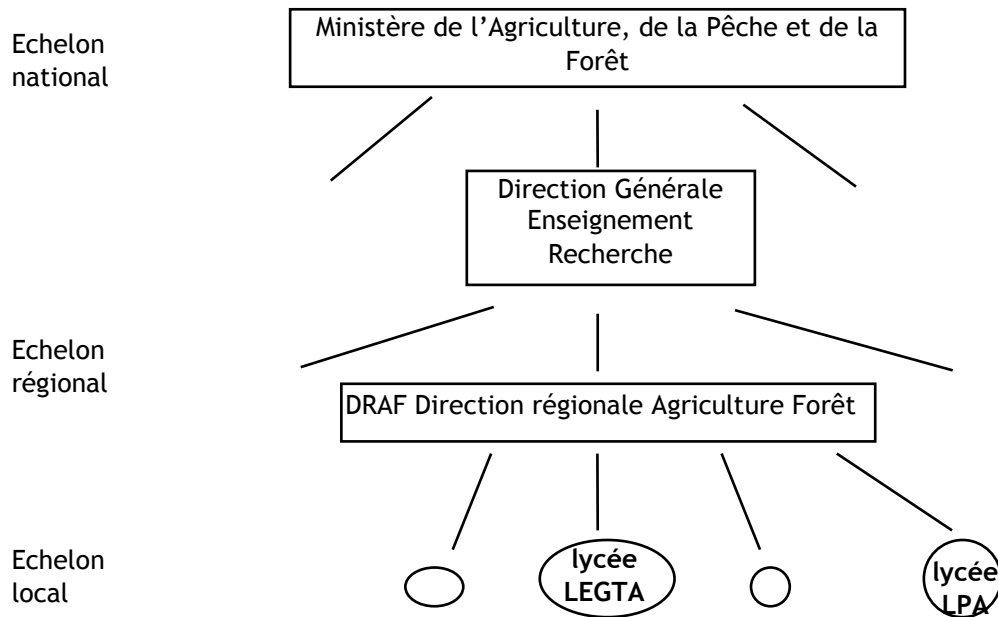 Echelon
national
Ministère de l’Agriculture, de la Pêche et de la
Forêt
Direction Générale
Enseignement
Recherche
Echelon
régional
DRAF Direction régionale Agriculture Forêt
Echelon
local
lycée
LEGTA
lycée
LPA